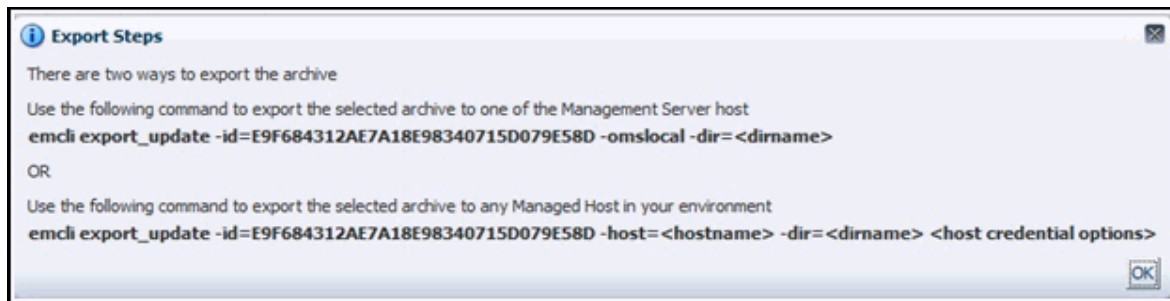 Export Steps
There are two ways to export the archive
Use the following command to export the selected archive to one of the Management Server host
emcli export_update -id=E9F684312AE7A18E98340715D079E58D -omslocal -dir=<dirname>
OR
Use the following command to export the selected archive to any Managed Host in your environment
emcli export_update -id=E9F684312AE7A18E98340715D079E58D -host=<hostname> -dir=<dirname> <host credential options>
OK